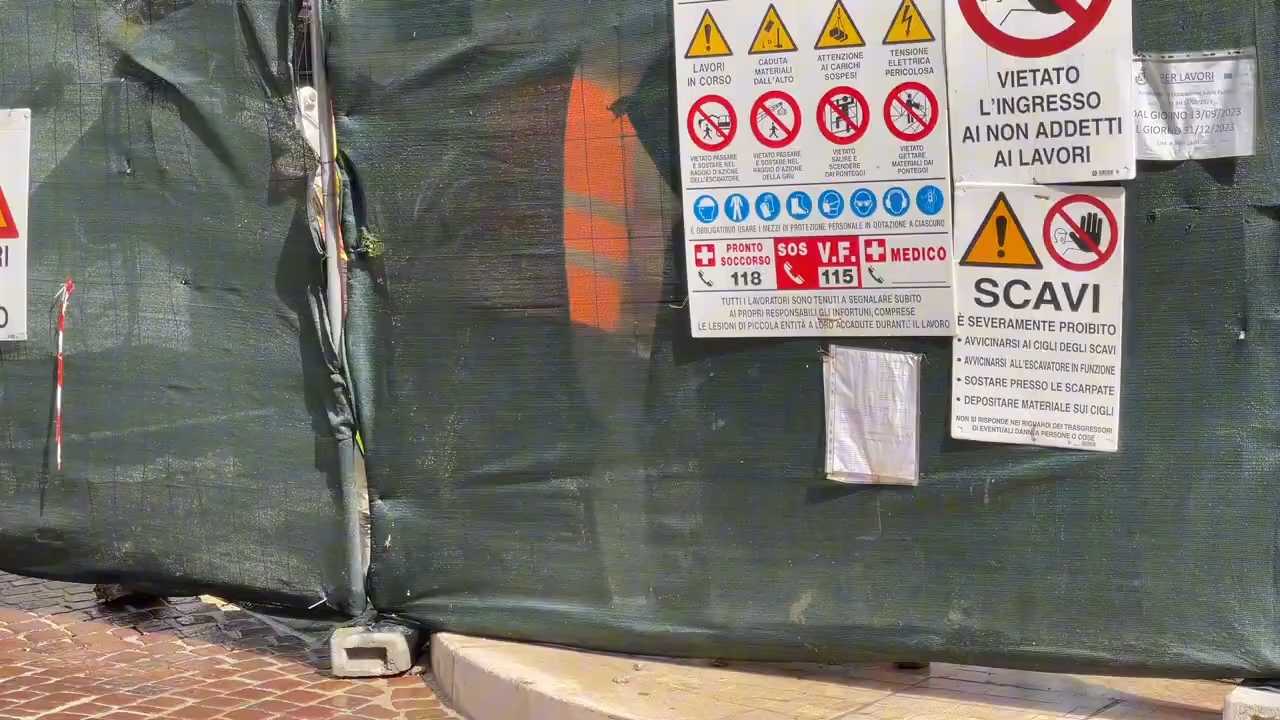 LAVORI
IN CORSO
CADUTA
MATERIALI
DALL'ALTO
ATTENZIONE
AI CARICHI
SOSPESI
TENSIONE
ELETTRICA
PERICOLOSA
VIETATO PASSARE
E SOSTARE NEL
RAGGIO D'AZIONE
DELL'ESCAVATORE
VIETATO PASSARE
E SOSTARE NEL
RAGGIO D'AZIONE
DELLA GRU
VIETATO
SALIRE E
SCENDERE
DAI PONTEGGI
VIETATO
GETTARE
MATERIALI DAI
PONTEGGI
È OBBLIGATORIO USARE I MEZZI DI PROTEZIONE PERSONALE IN DOTAZIONE A CIASCUNO
PRONTO
SOCCORSO
118
SOS V.F.
115
MEDICO
TUTTI I LAVORATORI SONO TENUTI A SEGNALARE SUBITO
AI PROPRI RESPONSABILI GLI INFORTUNI, COMPRESE
LE LESIONI DI PICCOLA ENTITÀ A LORO ACCADUTE DURANTE IL LAVORO
VIETATO
L'INGRESSO
AI NON ADDETTI
AI LAVORI
PER LAVORI
DAL GIORNO 13/09/2023
L GIORNO 31/12/2023
SCAVI
È SEVERAMENTE PROIBITO
• AVVICINARSI AI CIGLI DEGLI SCAVI
• AVVICINARSI ALL'ESCAVATORE IN FUNZIONE
• SOSTARE PRESSO LE SCARPATE
• DEPOSITARE MATERIALE SUI CIGLI
NON SI RISPONDE NEI RIGUARDI DEI TRASGRESSORI
DI EVENTUALI DANNI A PERSONE O COSE
RI
O